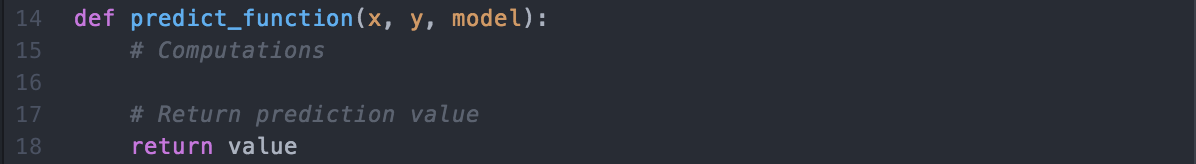 14 def predict_function(x, y, model):
15     # Computations
16
17     # Return prediction value
18     return value